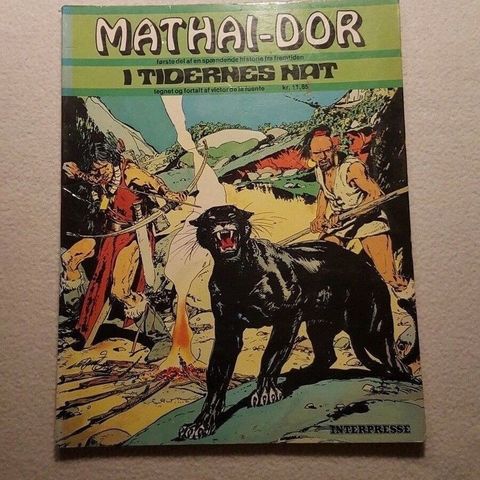 MATHAI-DOR
første del af en spændende historie fra fremtiden
I TIDERNES NAT
tegnet og fortalt af victor de la fuente kr. 11,85
INTERPRESSE